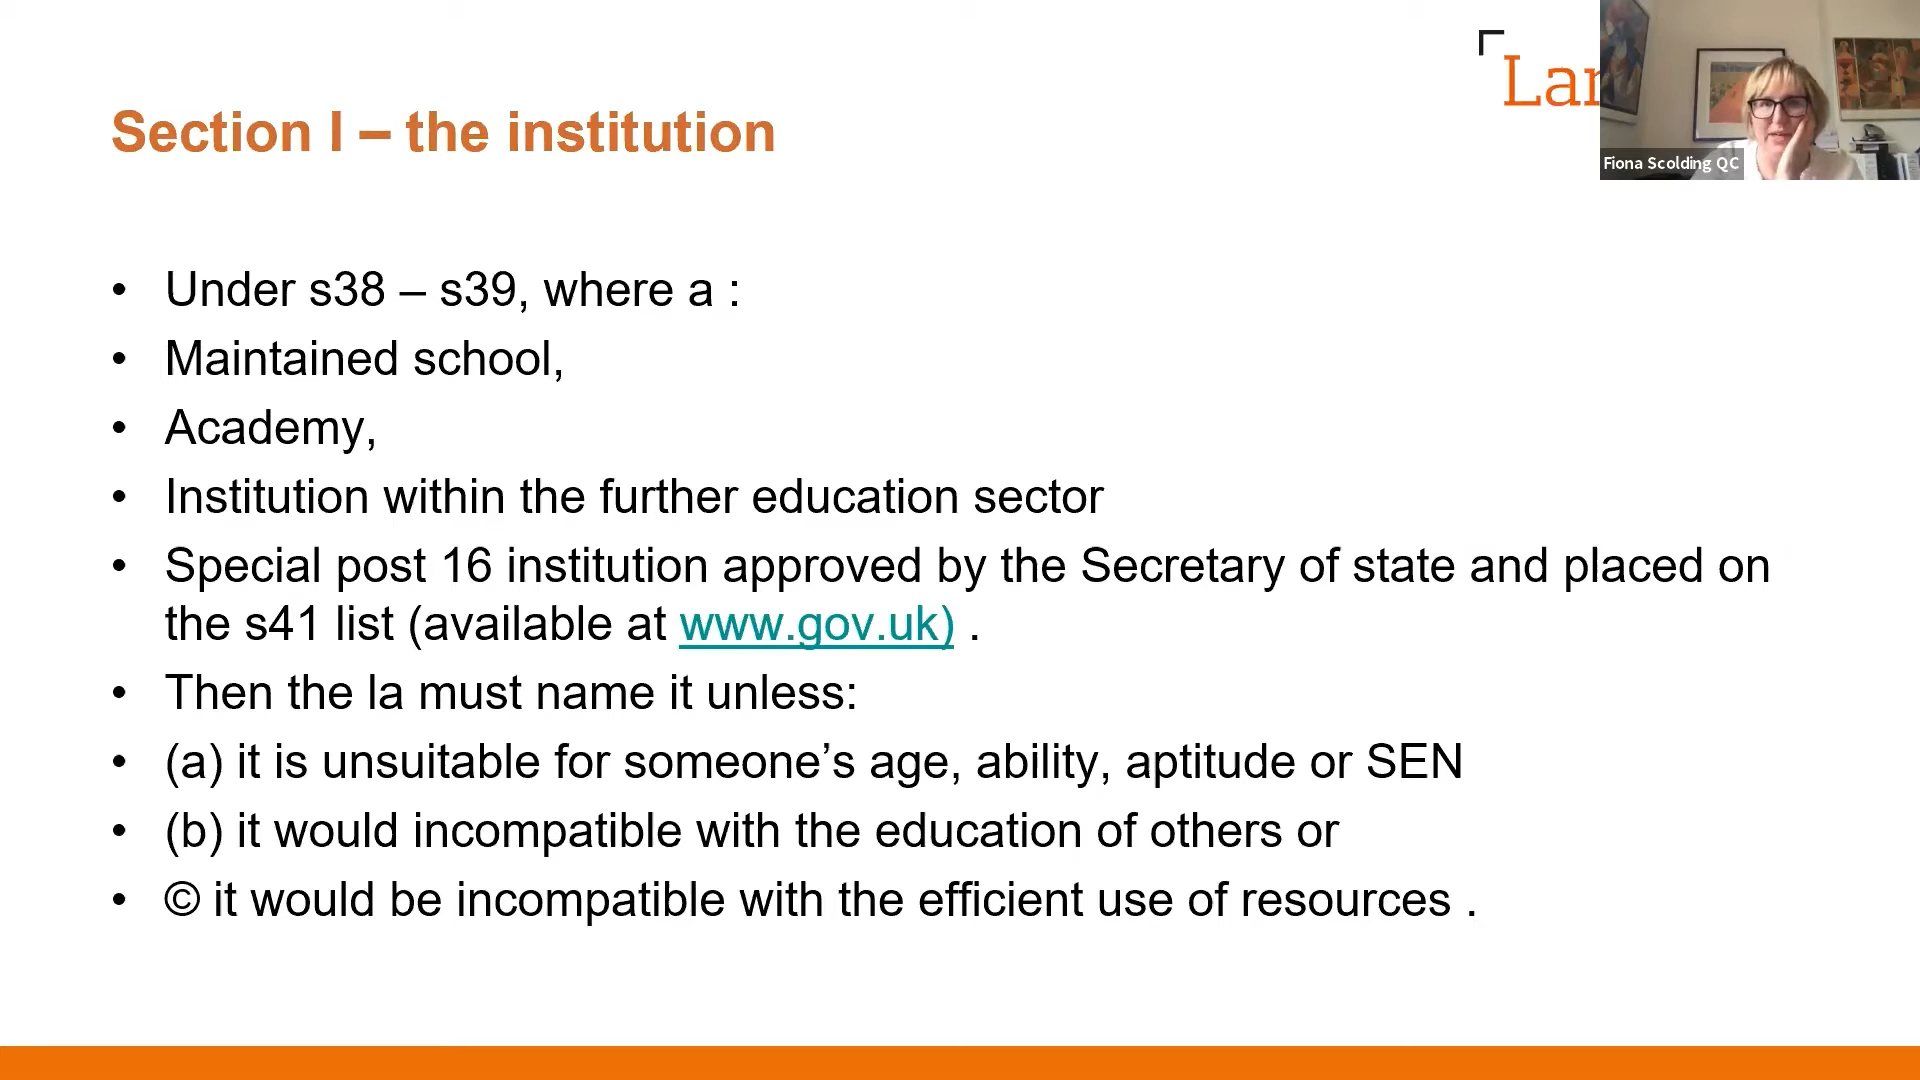 Section I – the institution
Lar
Fiona Scolding QC
• Under s38 – s39, where a :
• Maintained school,
• Academy,
• Institution within the further education sector
• Special post 16 institution approved by the Secretary of state and placed on
the s41 list (available at www.gov.uk) .
• Then the la must name it unless:
• (a) it is unsuitable for someone’s age, ability, aptitude or SEN
• (b) it would incompatible with the education of others or
• © it would be incompatible with the efficient use of resources .